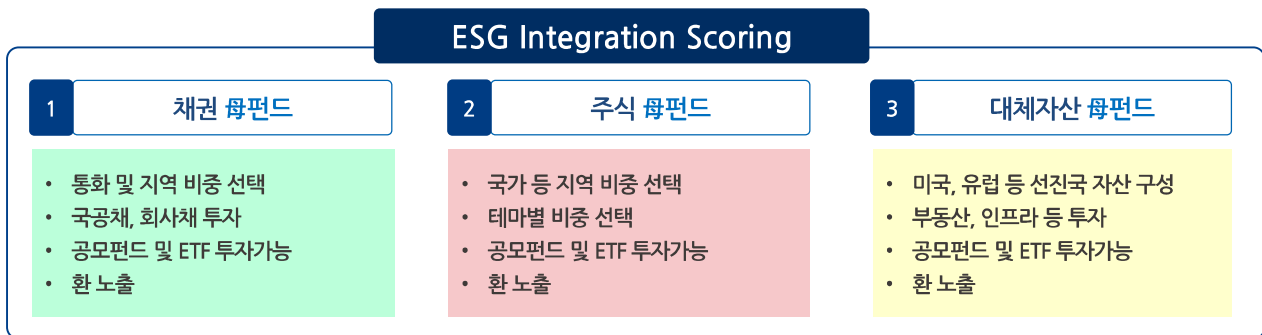 ESG Integration Scoring
1
채권 母펀드
• 통화 및 지역 비중 선택
• 국공채, 회사채 투자
• 공모펀드 및 ETF 투자가능
• 환 노출
2
주식 母펀드
• 국가 등 지역 비중 선택
• 테마별 비중 선택
• 공모펀드 및 ETF 투자가능
• 환 노출
3
대체자산 母펀드
• 미국, 유럽 등 선진국 자산 구성
• 부동산, 인프라 등 투자
• 공모펀드 및 ETF 투자가능
• 환 노출